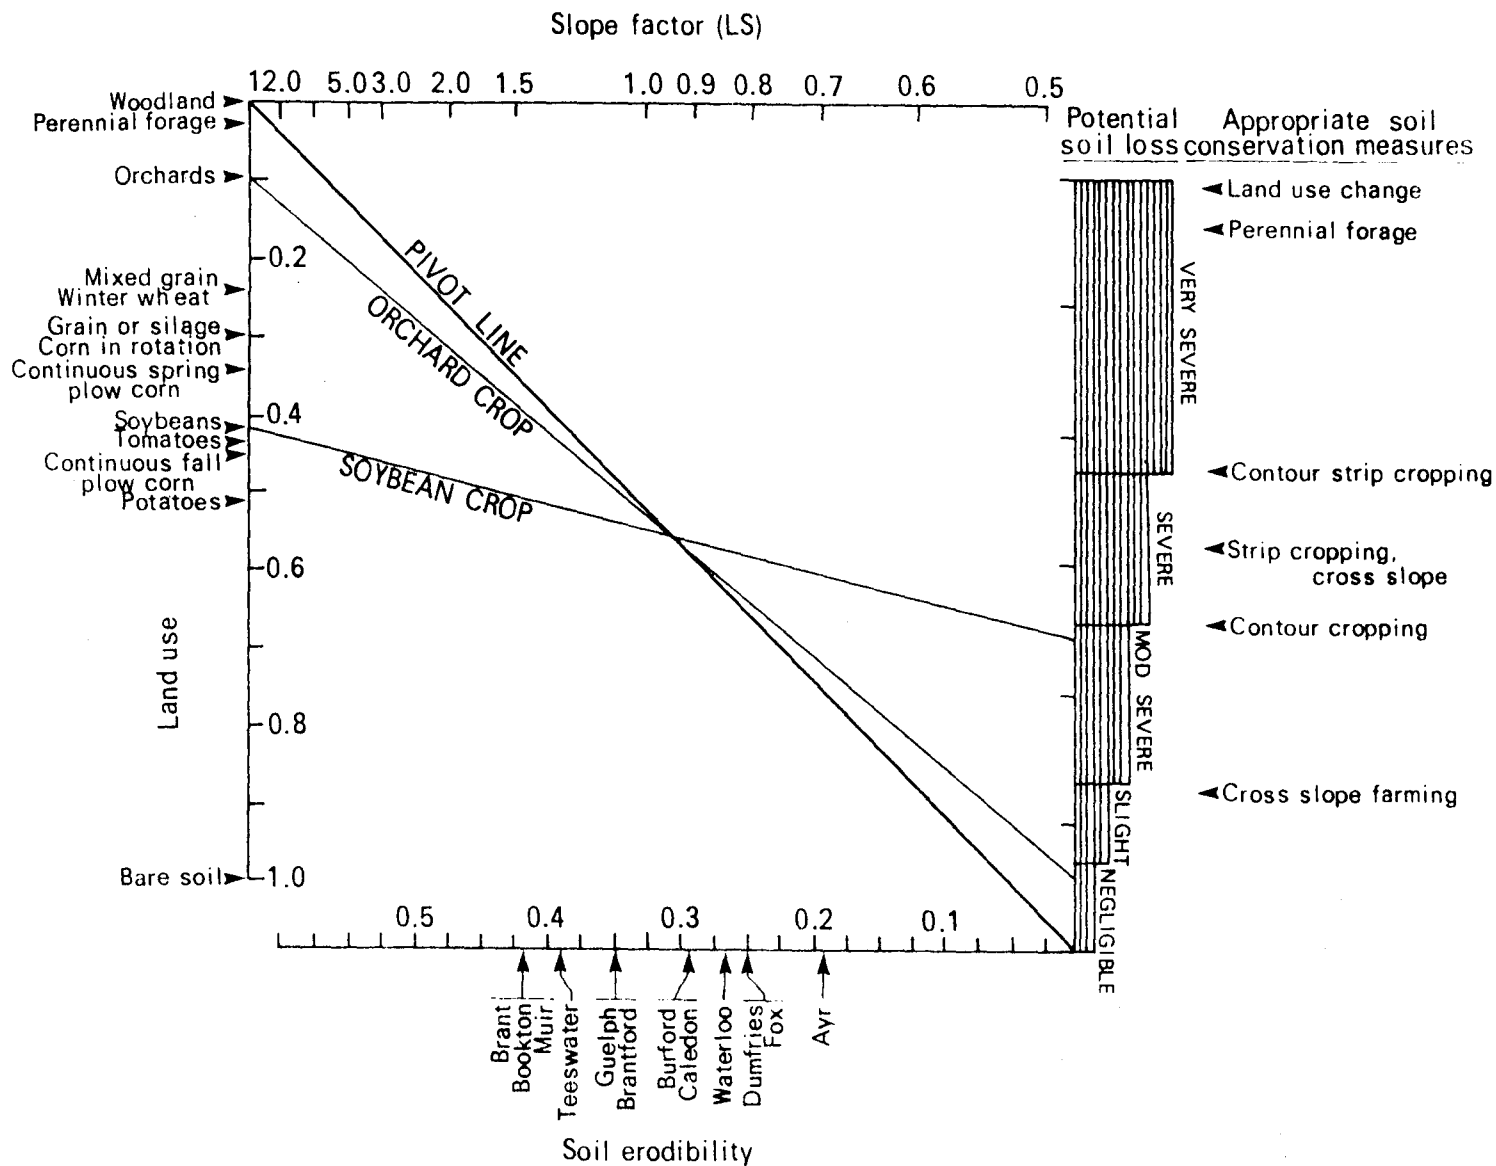 Slope factor (LS)
12.0 5.0 3.0 2.0 1.5 1.0 0.9 0.8 0.7 0.6 0.5
Woodland
Perennial forage
Orchards
Mixed grain
Winter wheat
Grain or silage
Corn in rotation
Continuous spring
plow corn
Soybeans
Tomatoes
Continuous fall
plow corn
Potatoes
Bare soil
Land use
0.2
0.4
0.6
0.8
1.0
PIVOT LINE
ORCHARD CROP
SOYBEAN CROP
Potential
soil loss
Appropriate soil
conservation measures
VERY SEVERE
SEVERE
MOD SEVERE
SLIGHT
NEGLIGIBLE
Land use change
Perennial forage
Contour strip cropping
Strip cropping,
cross slope
Contour cropping
Cross slope farming
0.5 0.4 0.3 0.2 0.1
Brant
Bookton
Muir
Teeswater
Guelph
Brantford
Burford
Caledon
Waterloo
Dumfries
Fox
Ayr
Soil erodibility